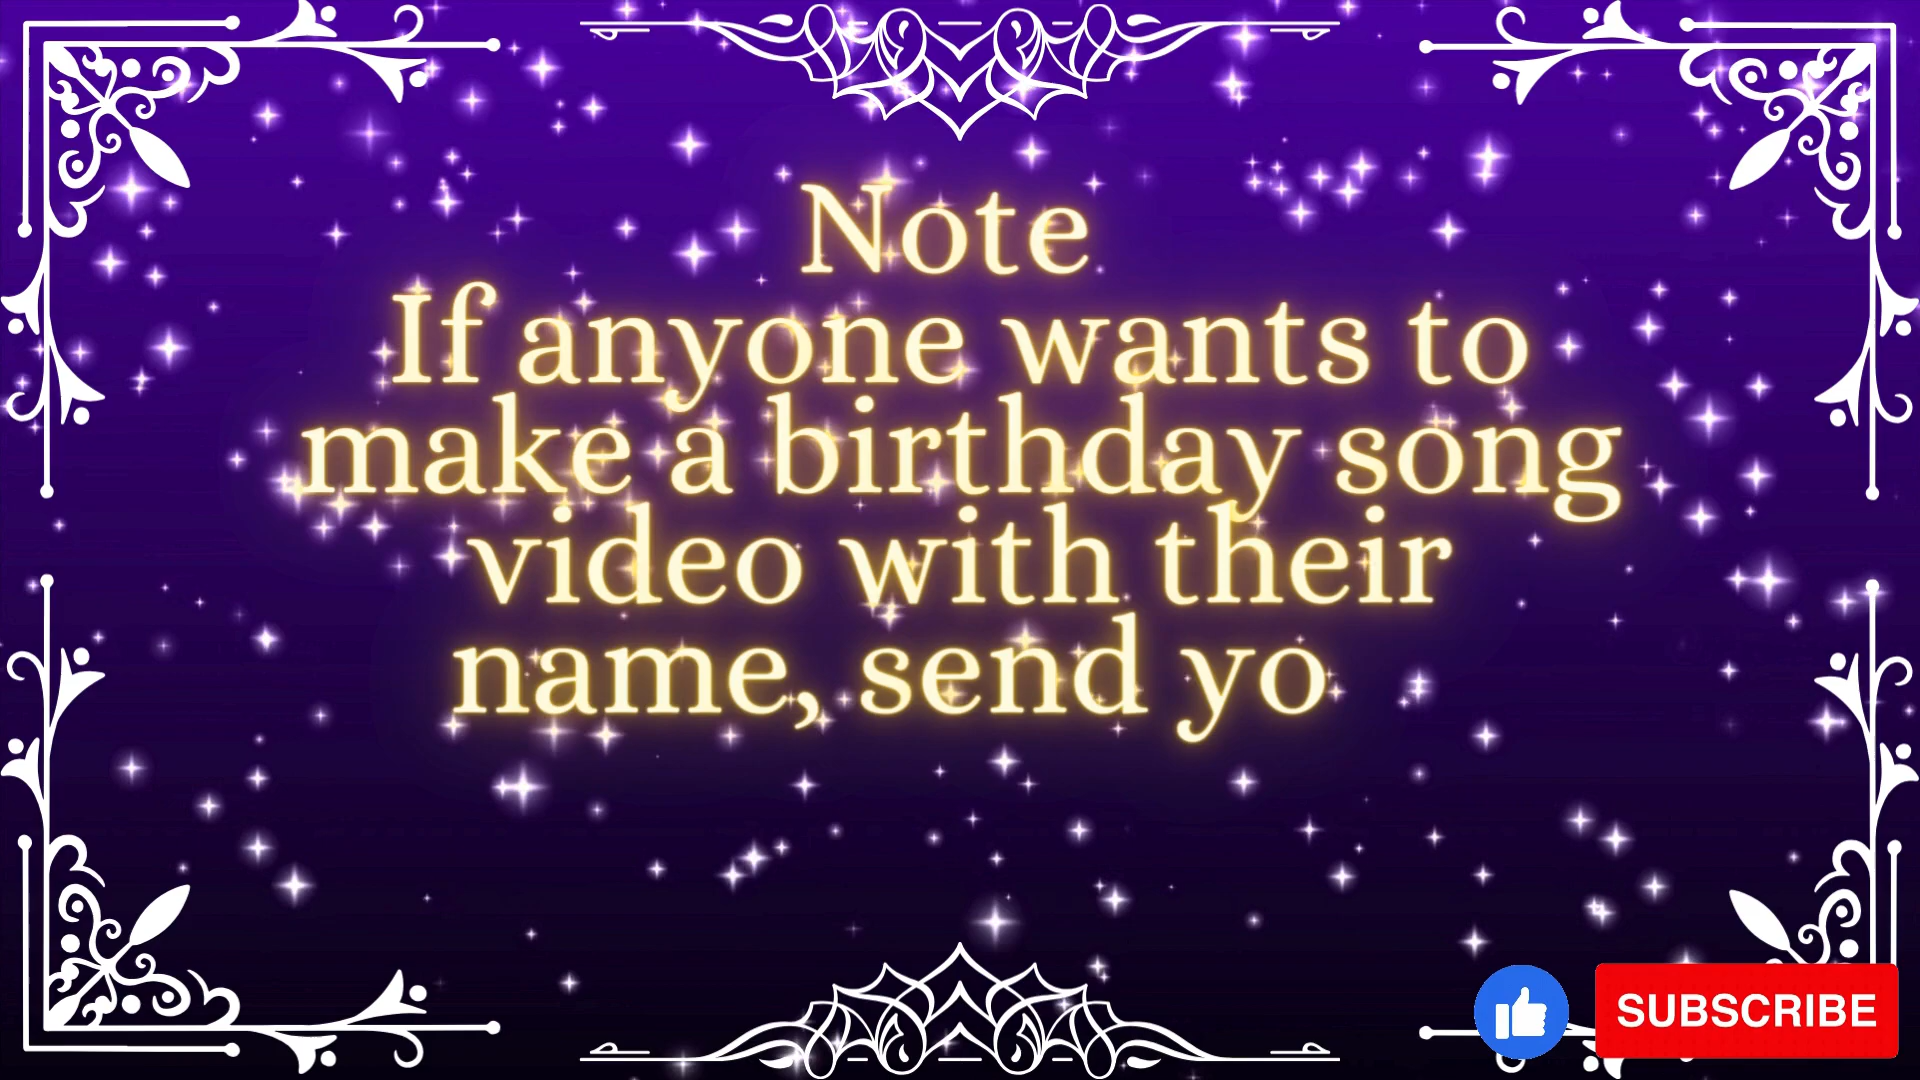 Note
If anyone wants to
make a birthday song
video with their
name, send yo
SUBSCRIBE